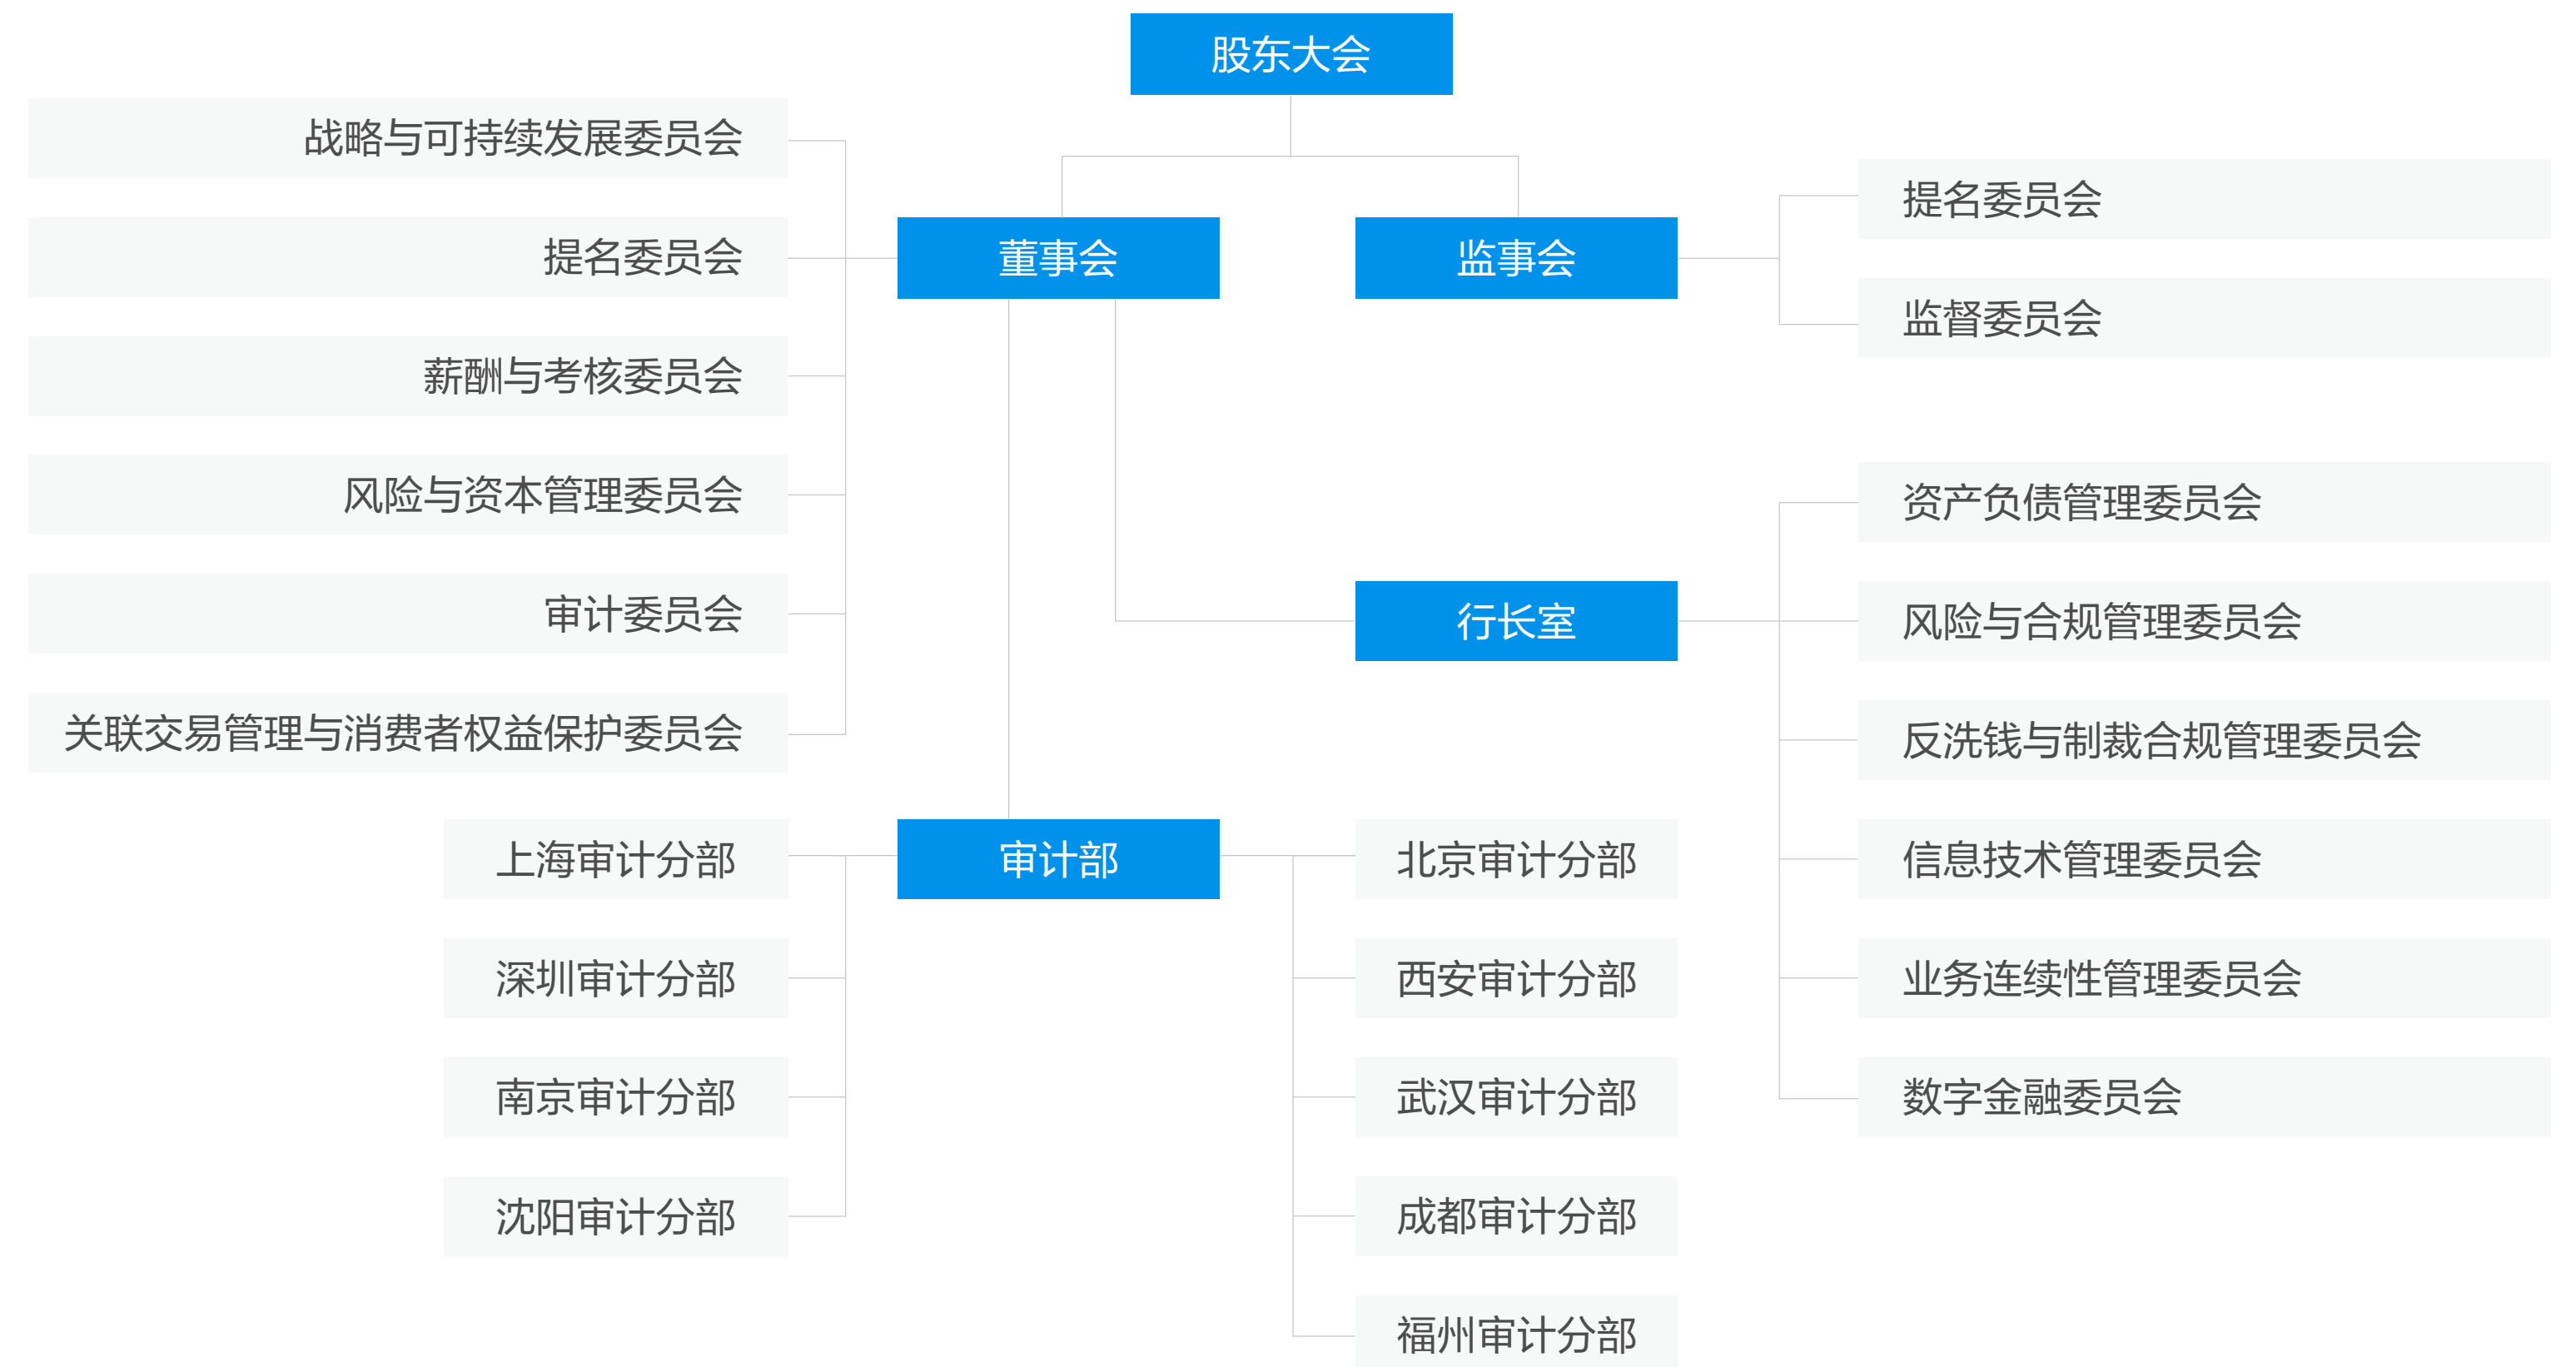 股东大会
战略与可持续发展委员会
提名委员会
薪酬与考核委员会
风险与资本管理委员会
审计委员会
关联交易管理与消费者权益保护委员会
董事会
监事会
提名委员会
监督委员会
行长室
资产负债管理委员会
风险与合规管理委员会
反洗钱与制裁合规管理委员会
信息技术管理委员会
业务连续性管理委员会
数字金融委员会
审计部
上海审计分部
深圳审计分部
南京审计分部
沈阳审计分部
北京审计分部
西安审计分部
武汉审计分部
成都审计分部
福州审计分部